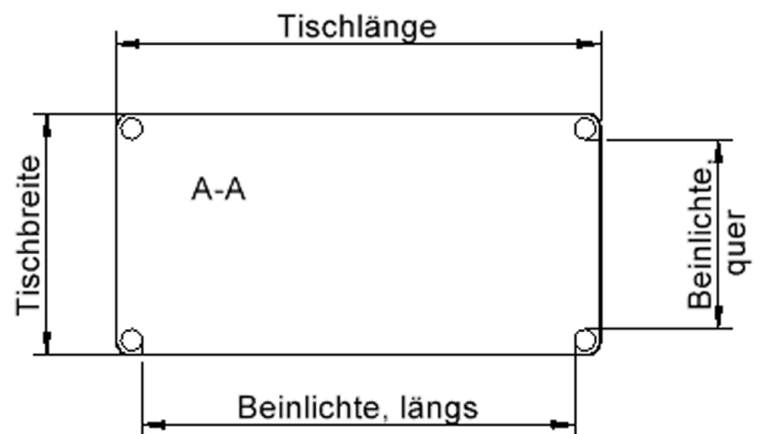 Tischlänge
Tischbreite
A-A
Beinlichte,
quer
Beinlichte, längs